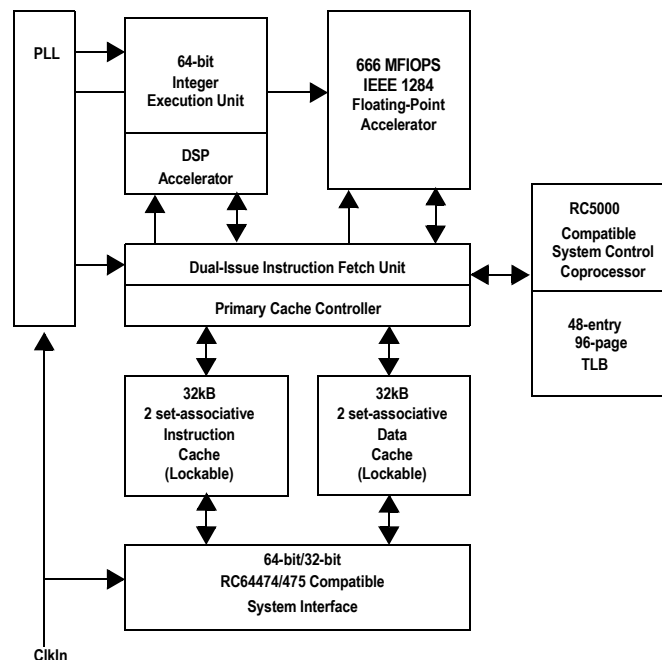 PLL
64-bit
Integer
Execution Unit
DSP
Accelerator
666 MFlOPS
IEEE 1284
Floating-Point
Accelerator
Dual-Issue Instruction Fetch Unit
Primary Cache Controller
RC5000
Compatible
System Control
Coprocessor
48-entry
96-page
TLB
32kB
2 set-associative
Instruction
Cache
(Lockable)
32kB
2 set-associative
Data
Cache
(Lockable)
64-bit/32-bit
RC64474/475 Compatible
System Interface
ClkIn